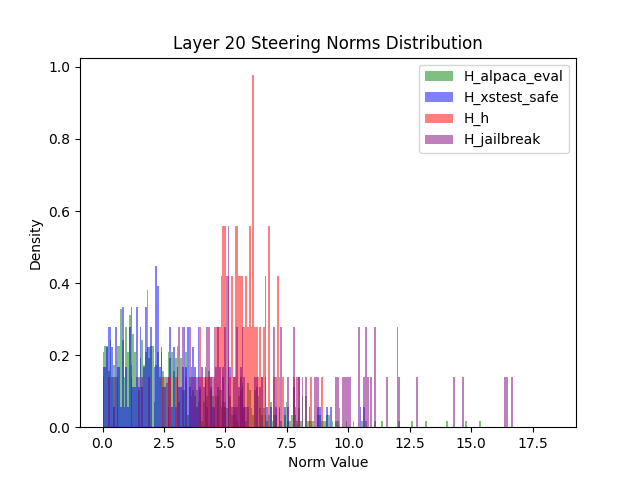 Layer 20 Steering Norms Distribution
H_alpaca_eval
H_xstest_safe
H_h
H_jailbreak
Density
1.0
0.8
0.6
0.4
0.2
0.0
0.0 2.5 5.0 7.5 10.0 12.5 15.0 17.5
Norm Value